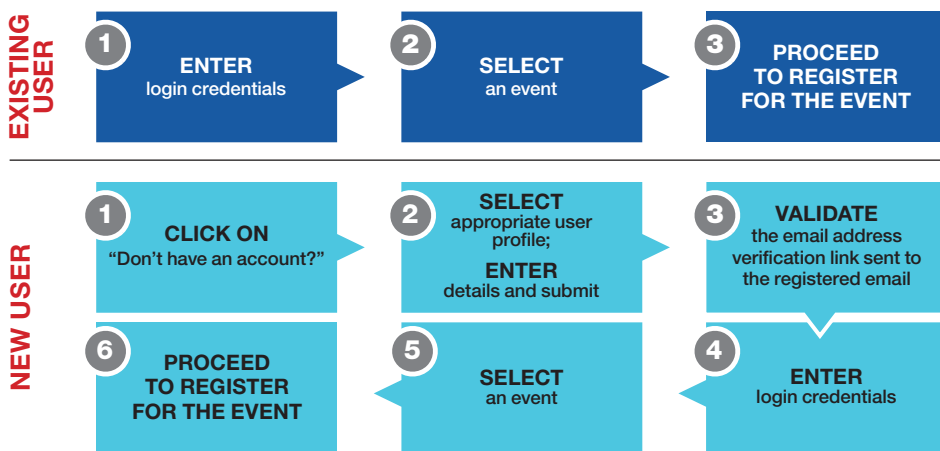 EXISTING
USER
1
ENTER
login credentials
2
SELECT
an event
3
PROCEED
TO REGISTER
FOR THE EVENT
NEW USER
1
CLICK ON
“Don’t have an account?”
2
SELECT
appropriate user
profile;
ENTER
details and submit
3
VALIDATE
the email address
verification link sent to
the registered email
4
ENTER
login credentials
5
SELECT
an event
6
PROCEED
TO REGISTER
FOR THE EVENT